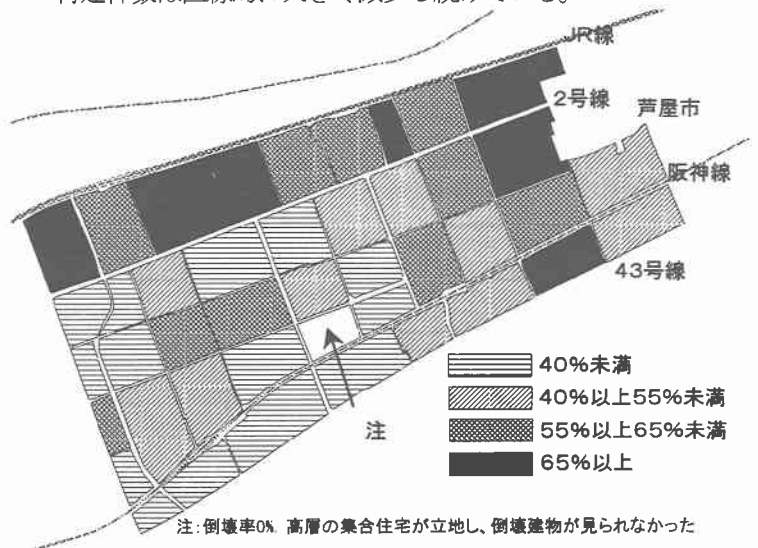 JR線
2号線
芦屋市
阪神線
43号線
40%未満
40%以上55%未満
注
55%以上65%未満
65%以上
注:倒壊率0%. 高層の集合住宅が立地し、倒壊建物が見られなかった